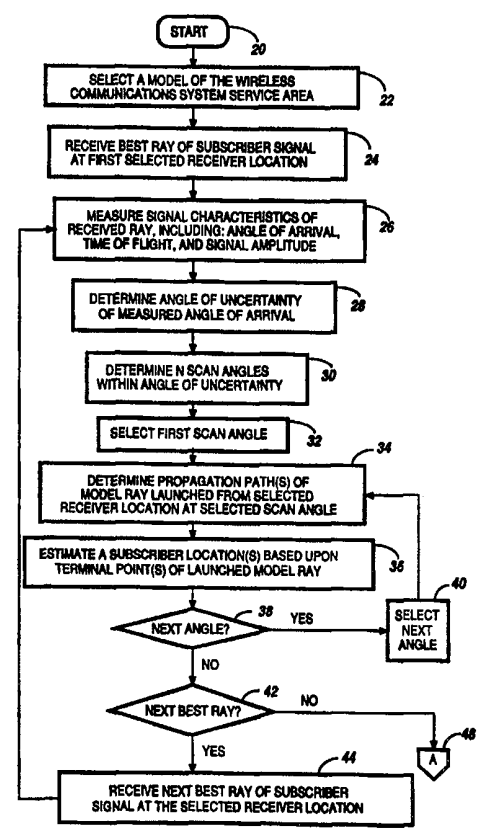 START
20
SELECT A MODEL OF THE WIRELESS
COMMUNICATIONS SYSTEM SERVICE AREA
22
RECEIVE BEST RAY OF SUBSCRIBER SIGNAL
AT FIRST SELECTED RECEIVER LOCATION
24
MEASURE SIGNAL CHARACTERISTICS OF
RECEIVED RAY, INCLUDING: ANGLE OF ARRIVAL,
TIME OF FLIGHT, AND SIGNAL AMPLITUDE
26
DETERMINE ANGLE OF UNCERTAINTY
OF MEASURED ANGLE OF ARRIVAL
28
DETERMINE N SCAN ANGLES
WITHIN ANGLE OF UNCERTAINTY
30
SELECT FIRST SCAN ANGLE
32
34
DETERMINE PROPAGATION PATH(S) OF
MODEL RAY LAUNCHED FROM SELECTED
RECEIVER LOCATION AT SELECTED SCAN ANGLE
ESTIMATE A SUBSCRIBER LOCATION(S) BASED UPON
TERMINAL POINT(S) OF LAUNCHED MODEL RAY
36
38
NEXT ANGLE?
YES
40
SELECT
NEXT
ANGLE
NO
42
NEXT BEST RAY?
NO
48
A
YES
44
RECEIVE NEXT BEST RAY OF SUBSCRIBER
SIGNAL AT THE SELECTED RECEIVER LOCATION